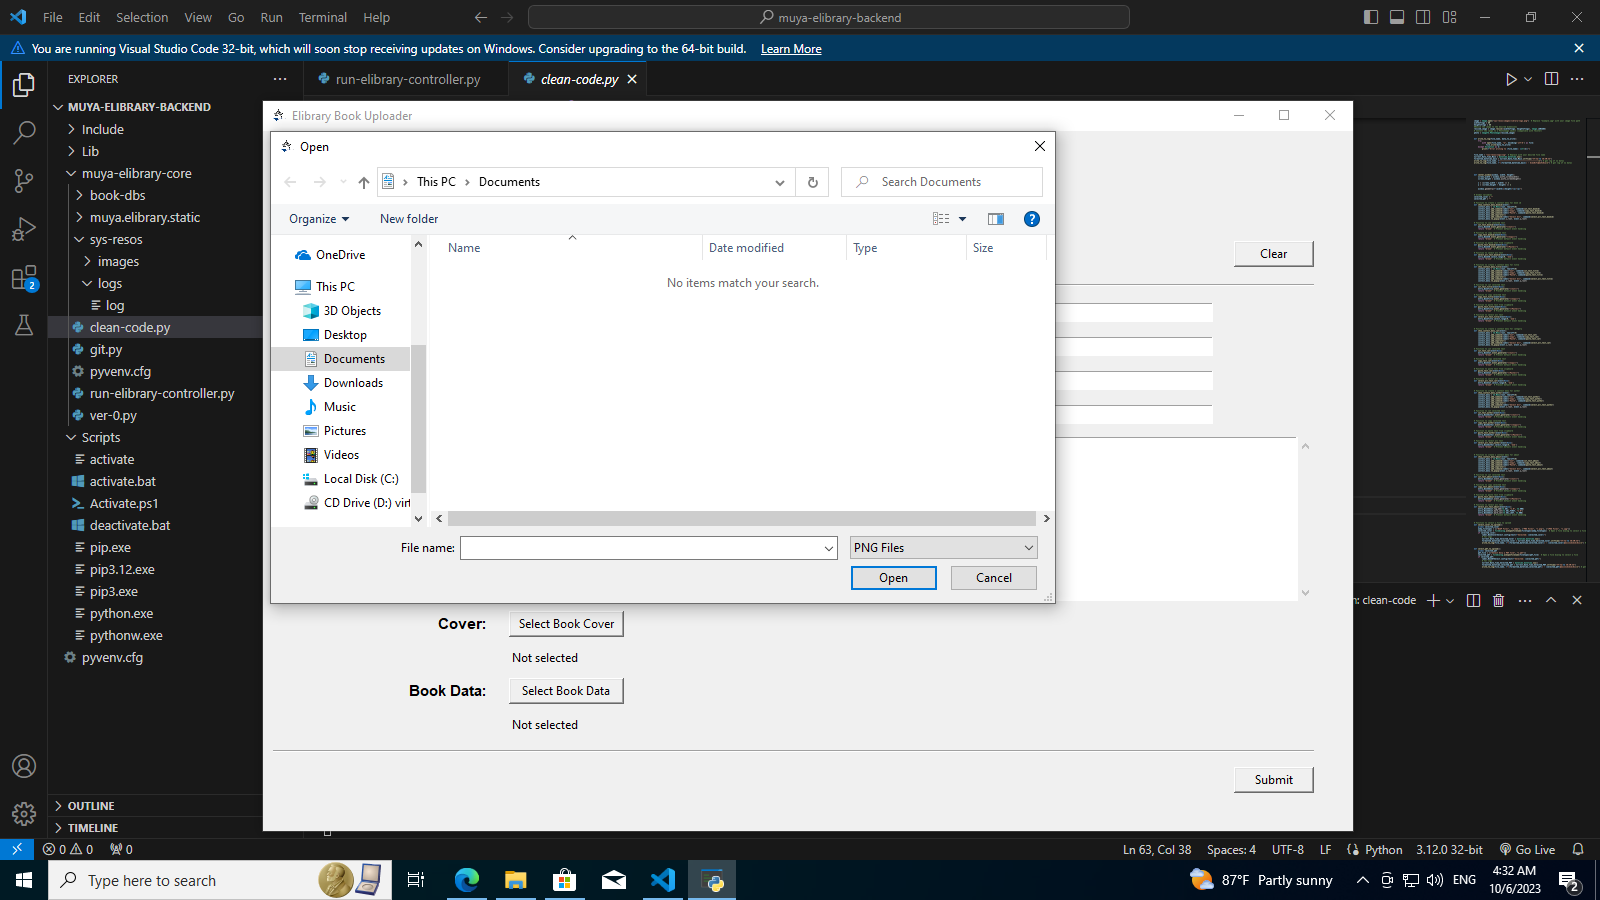 File Edit Selection View Go Run Terminal Help
muya-elibrary-backend
You are running Visual Studio Code 32-bit, which will soon stop receiving updates on Windows. Consider upgrading to the 64-bit build. Learn More
EXPLORER
run-elibrary-controller.py
clean-code.py
MUYA-ELIBRARY-BACKEND
Include
Lib
muya-elibrary-core
book-dbs
muya.elibrary.static
sys-resos
images
logs
log
clean-code.py
git.py
pyvenv.cfg
run-elibrary-controller.py
ver-0.py
Scripts
activate
activate.bat
Activate.ps1
deactivate.bat
pip.exe
pip3.12.exe
pip3.exe
python.exe
pythonw.exe
pyvenv.cfg
OUTLINE
TIMELINE
2
Elibrary Book Uploader
Open
This PC
Documents
Search Documents
Organize
New folder
OneDrive
This PC
3D Objects
Desktop
Documents
Downloads
Music
Pictures
Videos
Local Disk (C:)
CD Drive (D:)
Name
Date modified
Type
Size
No items match your search.
File name:
PNG Files
Open
Cancel
Clear
Cover:
Select Book Cover
Not selected
Book Data:
Select Book Data
Not selected
Submit
clean-code
0 0 0
Ln 63, Col 38
Spaces: 4
UTF-8
LF
Python
3.12.0 32-bit
Go Live
Type here to search
87°F Partly sunny
ENG
4:32 AM
10/6/2023
2